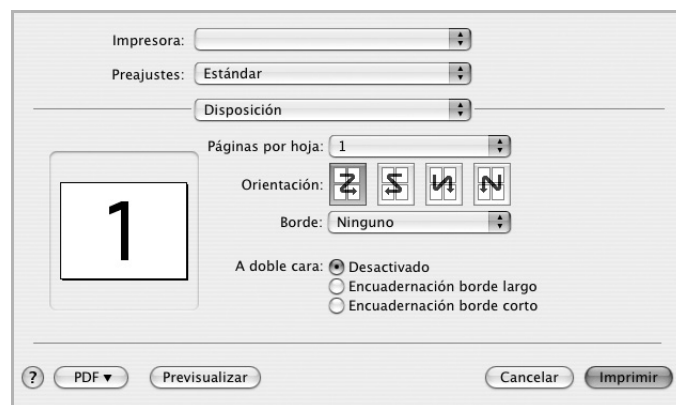 Impresora:
Preajustes: Estándar
Disposición
Páginas por hoja: 1
Orientación:
1
Borde: Ninguno
A doble cara: Desactivado
Encuadernación borde largo
Encuadernación borde corto
? PDF▼ Previsualizar Cancelar Imprimir